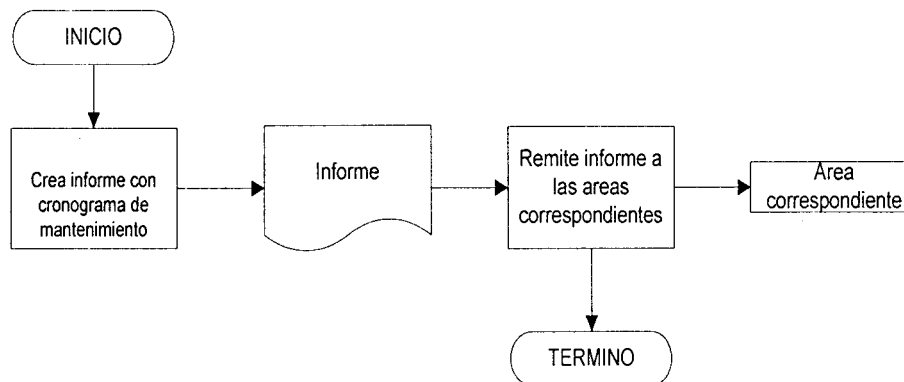 INICIO
Crea informe con
cronograma de
mantenimiento
Informe
Remite informe a
las areas
correspondientes
Area
correspondiente
TERMINO